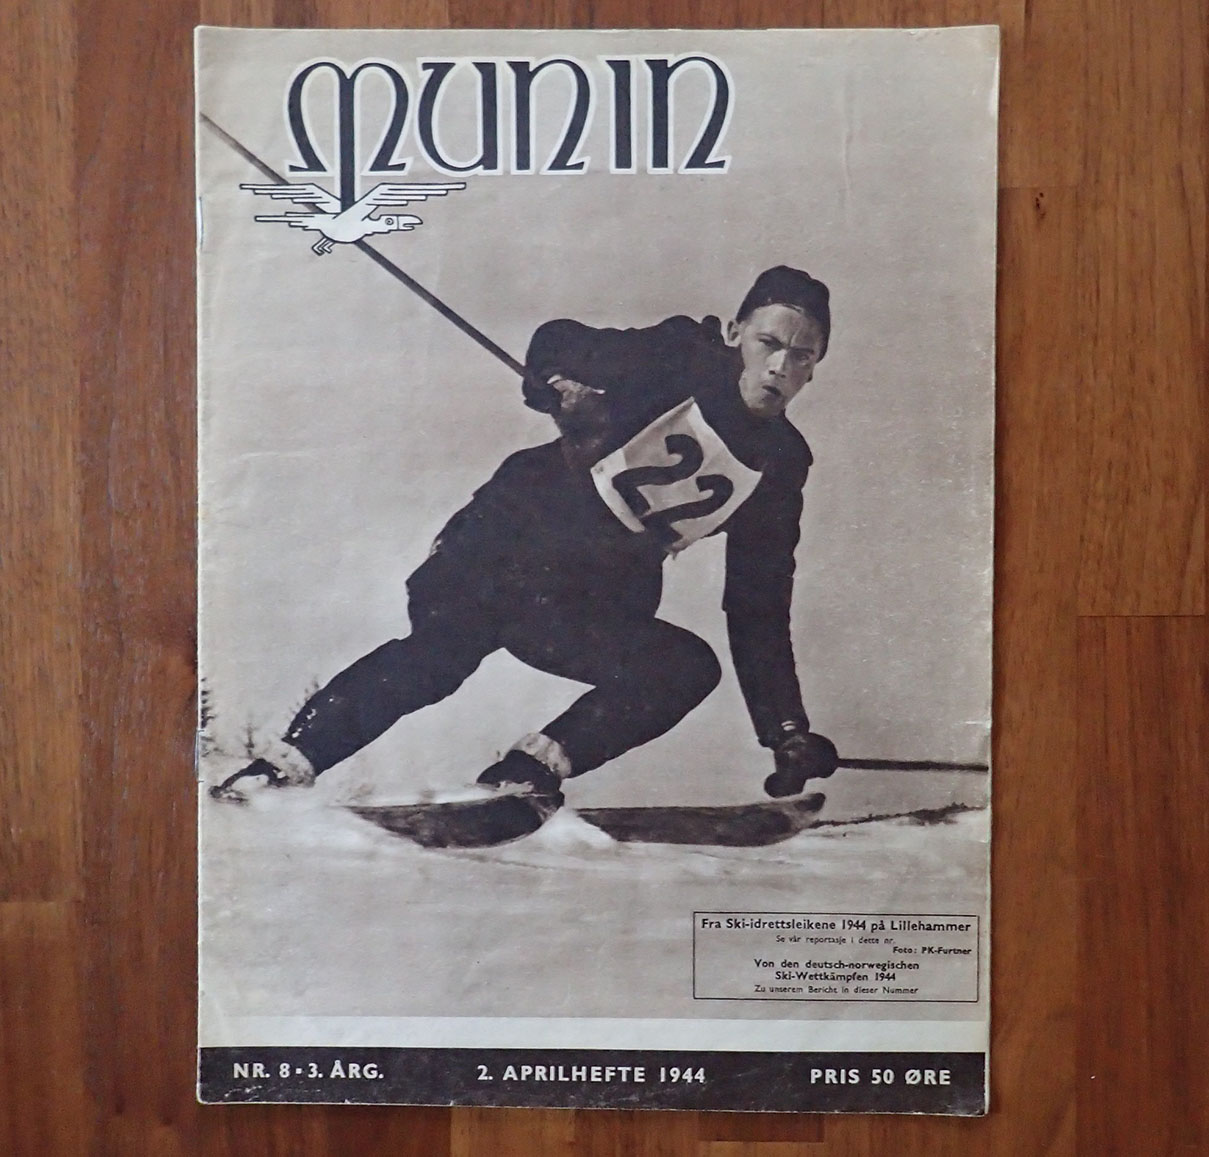 MUNIN
22
Fra Ski-idrettsleikene 1944 på Lillehammer
Se vår reportasje i dette nr.
Foto: PK-Furtner
Von den deutsch-norwegischen
Ski-Wettkämpfen 1944
Zu unserem Bericht in dieser Nummer
NR. 8 - 3. ÅRG. 2. APRILHEFTE 1944 PRIS 50 ØRE